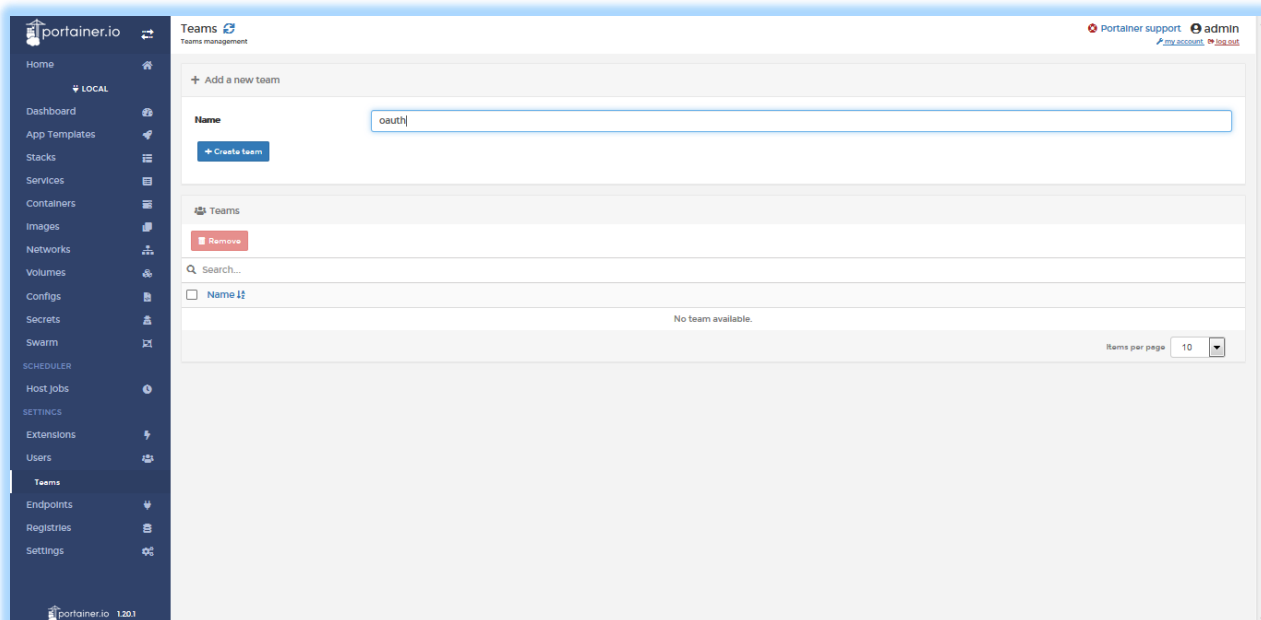 portainer.io
Home
LOCAL
Dashboard
App Templates
Stacks
Services
Containers
Images
Networks
Volumes
Configs
Secrets
Swarm
SCHEDULER
Host jobs
SETTINGS
Extensions
Users
Teams
Endpoints
Registries
Settings
portainer.io 1.20.1
Teams
Teams management
Portainer support admin
my account log out
+ Add a new team
Name oauth
+ Create team
Teams
Remove
Search...
Name
No team available.
Items per page 10